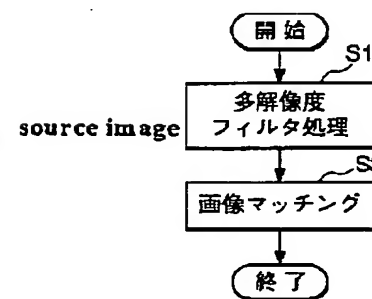 開 始
S1
多解像度
source image フィルタ処理
S
画像マッチング
終 了